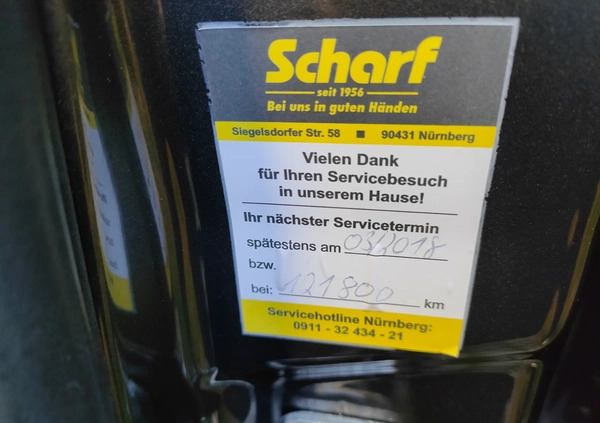 Scharf
seit 1956
Bei uns in guten Händen
Siegelsdorfer Str. 58 ■ 90431 Nürnberg
Vielen Dank
für Ihren Servicebesuch
in unserem Hause!
Ihr nächster Servicetermin
spätestens am 03/2018
bzw.
bei: 121800 km
Servicehotline Nürnberg:
0911 - 32 434 - 21